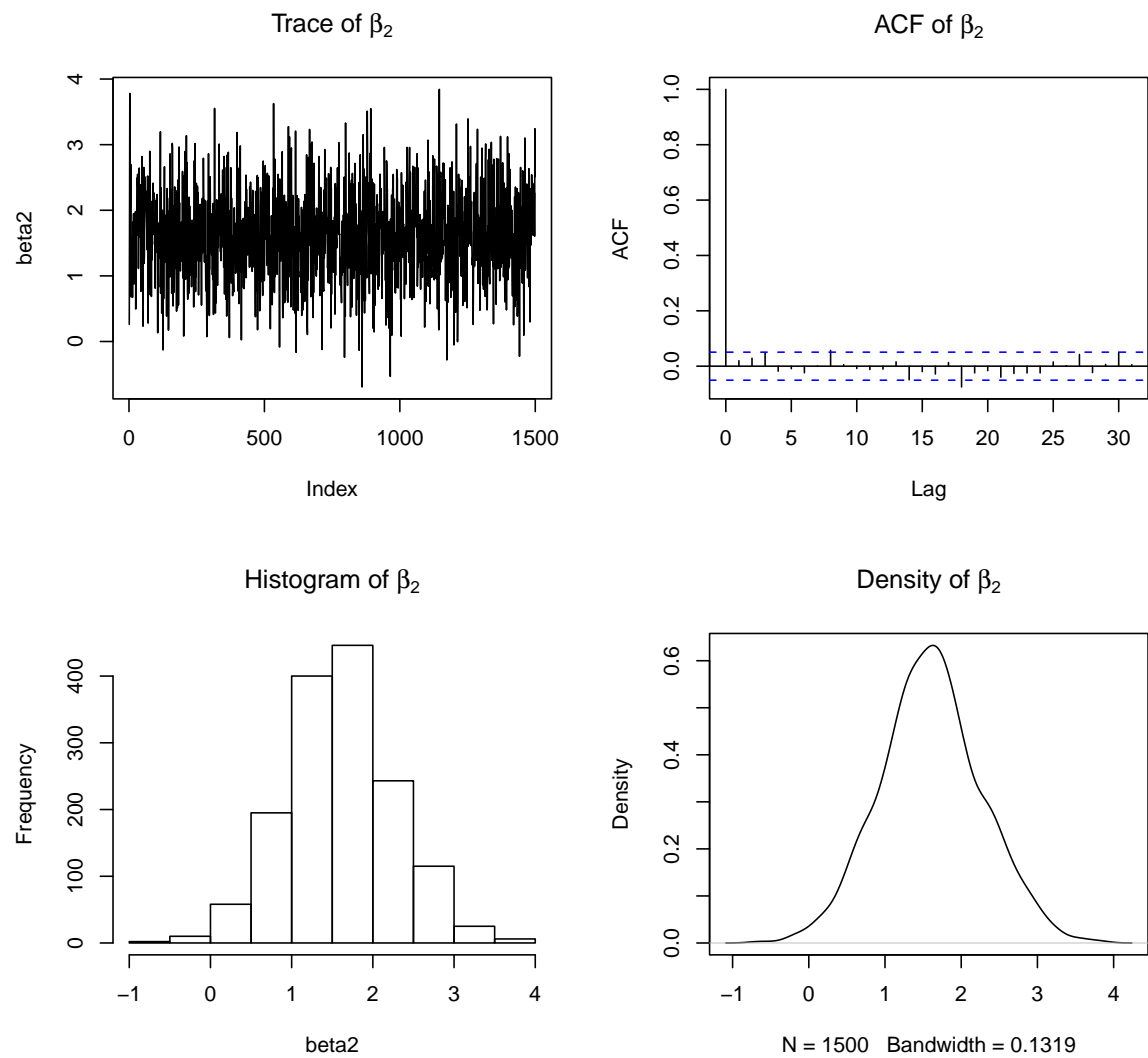 Trace of β2
4
3
2
1
0
beta2
0 500 1000 1500
Index
ACF of β2
1.0
0.8
0.6
0.4
0.2
0.0
ACF
0 5 10 15 20 25 30
Lag
Histogram of β2
400
300
200
100
0
Frequency
−1 0 1 2 3 4
beta2
Density of β2
0.6
0.4
0.2
0.0
Density
−1 0 1 2 3 4
N = 1500 Bandwidth = 0.1319